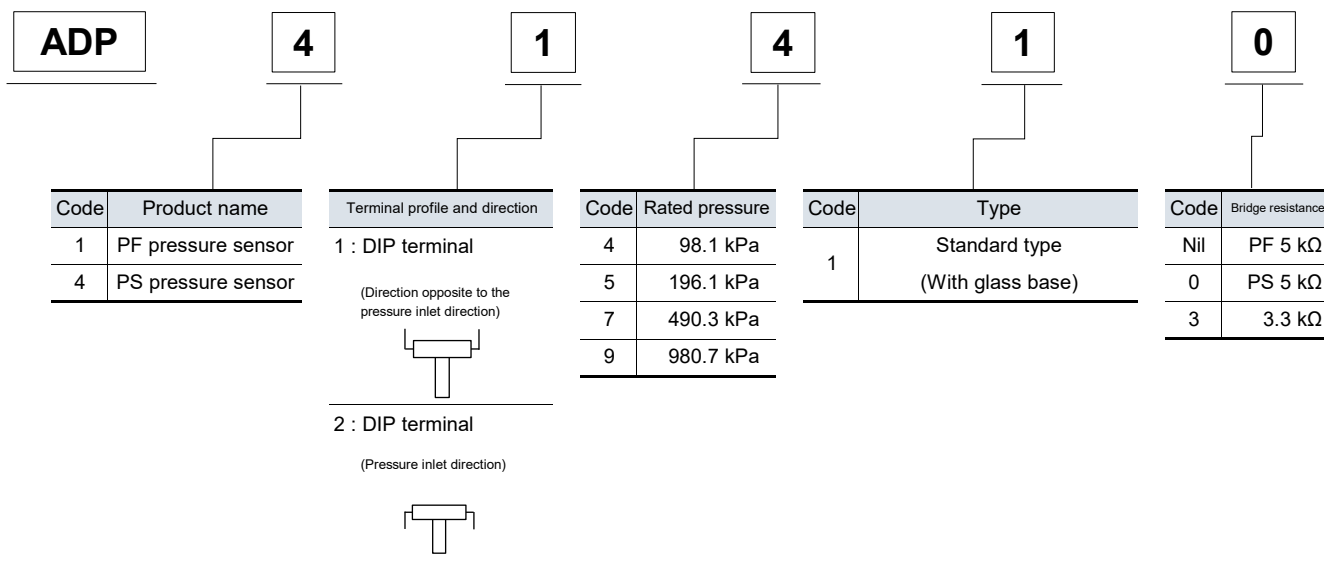 ADP 4 1 4 1 0
Code Product name
1 PF pressure sensor
4 PS pressure sensor
Terminal profile and direction
1 : DIP terminal
(Direction opposite to the
pressure inlet direction)
2 : DIP terminal
(Pressure inlet direction)
Code Rated pressure
4 98.1 kPa
5 196.1 kPa
7 490.3 kPa
9 980.7 kPa
Code Type
1 Standard type
(With glass base)
Code Bridge resistance
Nil PF 5 kΩ
0 PS 5 kΩ
3 3.3 kΩ